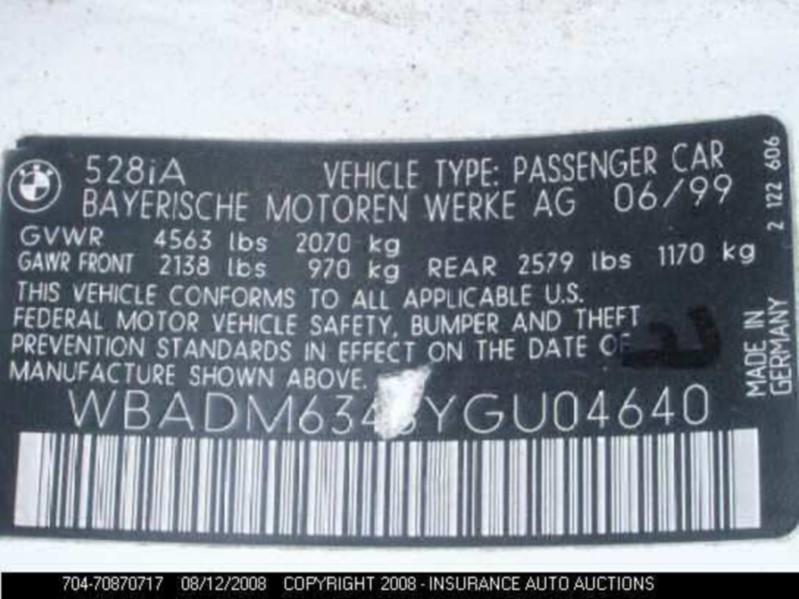 528iA VEHICLE TYPE: PASSENGER CAR
BAYERISCHE MOTOREN WERKE AG 06/99
GVWR 4563 lbs 2070 kg
GAWR FRONT 2138 lbs 970 kg REAR 2579 lbs 1170 kg
THIS VEHICLE CONFORMS TO ALL APPLICABLE U.S.
FEDERAL MOTOR VEHICLE SAFETY, BUMPER AND THEFT
PREVENTION STANDARDS IN EFFECT ON THE DATE OF
MANUFACTURE SHOWN ABOVE.
2 122 606
MADE IN
GERMANY
704-70870717 08/12/2008 COPYRIGHT 2008 - INSURANCE AUTO AUCTIONS